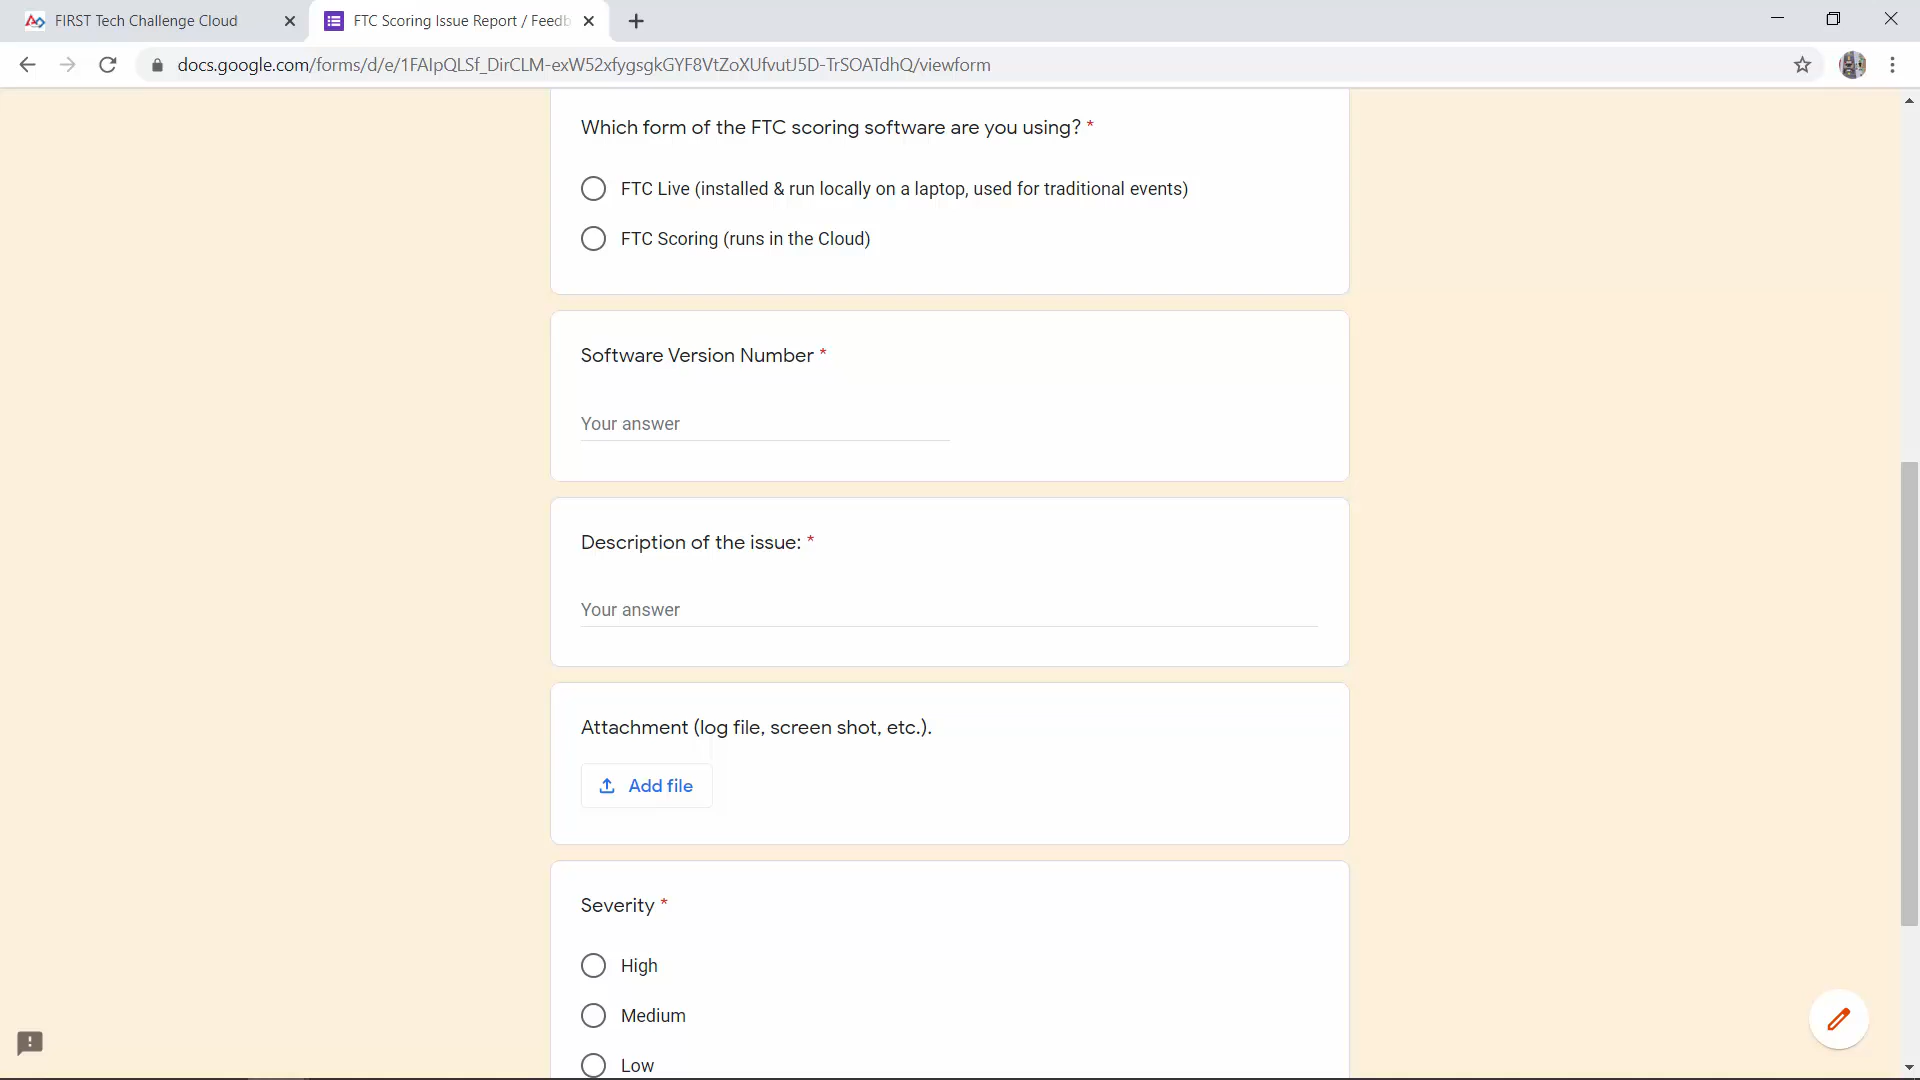 FIRST Tech Challenge Cloud
FTC Scoring Issue Report / Feedb
docs.google.com/forms/d/e/1FAIpQLSf_DirCLM-exW52xfygsgkGYF8VtZoXUfvutJ5D-TrSOATdhQ/viewform
Which form of the FTC scoring software are you using? *
FTC Live (installed & run locally on a laptop, used for traditional events)
FTC Scoring (runs in the Cloud)
Software Version Number *
Your answer
Description of the issue: *
Your answer
Attachment (log file, screen shot, etc.).
Add file
Severity *
High
Medium
Low